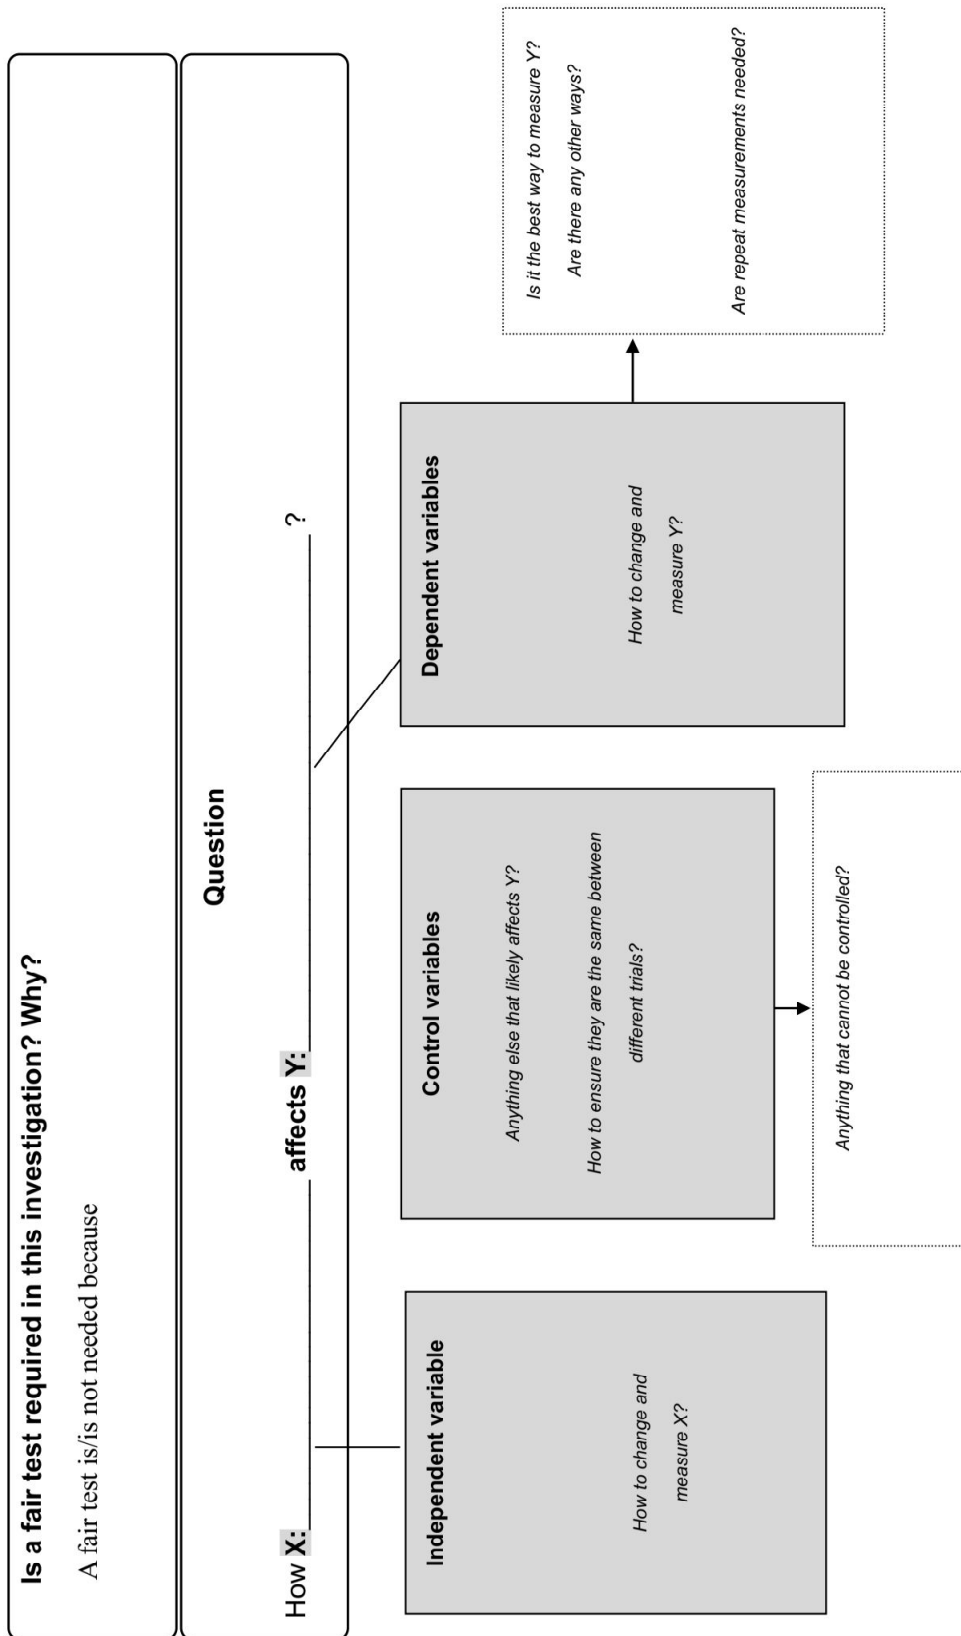 Is a fair test required in this investigation? Why?
A fair test is/is not needed because
Question
How X: ______ affects Y: ______ ?
Independent variable
How to change and
measure X?
Control variables
Anything else that likely affects Y?
How to ensure they are the same between
different trials?
Anything that cannot be controlled?
Dependent variables
How to change and
measure Y?
Is it the best way to measure Y?
Are there any other ways?
Are repeat measurements needed?